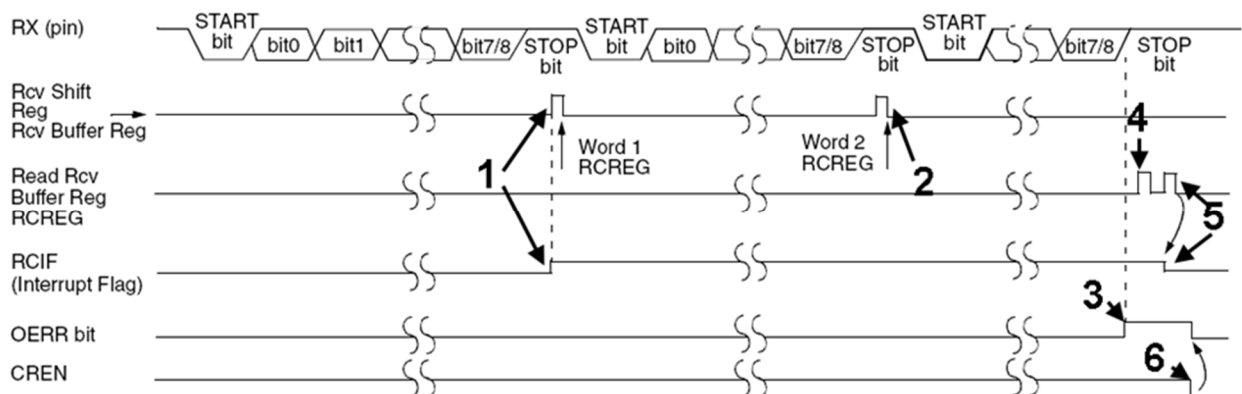 RX (pin)
START
bit
bit0
bit1
bit7/8
STOP
bit
START
bit
bit0
bit7/8
STOP
bit
START
bit
bit7/8
STOP
bit
Rcv Shift
Reg
Rcv Buffer Reg
Word 1
RCREG
Word 2
RCREG
1
2
4
Read Rcv
Buffer Reg
RCREG
5
RCIF
(Interrupt Flag)
3
OERR bit
6
CREN